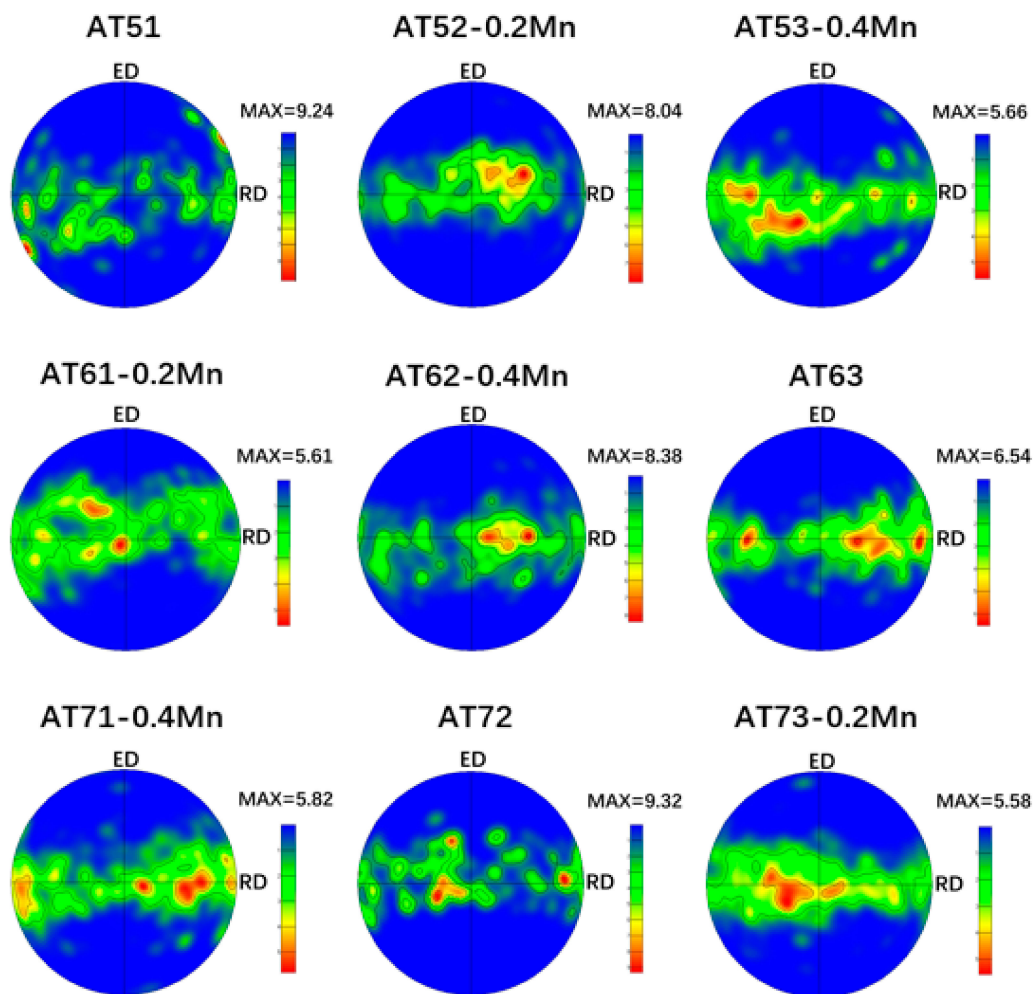 AT51 AT52-0.2Mn AT53-0.4Mn
ED ED ED
MAX=9.24 MAX=8.04 MAX=5.66
RD RD RD
AT61-0.2Mn AT62-0.4Mn AT63
ED ED ED
MAX=5.61 MAX=8.38 MAX=6.54
RD RD RD
AT71-0.4Mn AT72 AT73-0.2Mn
ED ED ED
MAX=5.82 MAX=9.32 MAX=5.58
RD RD RD